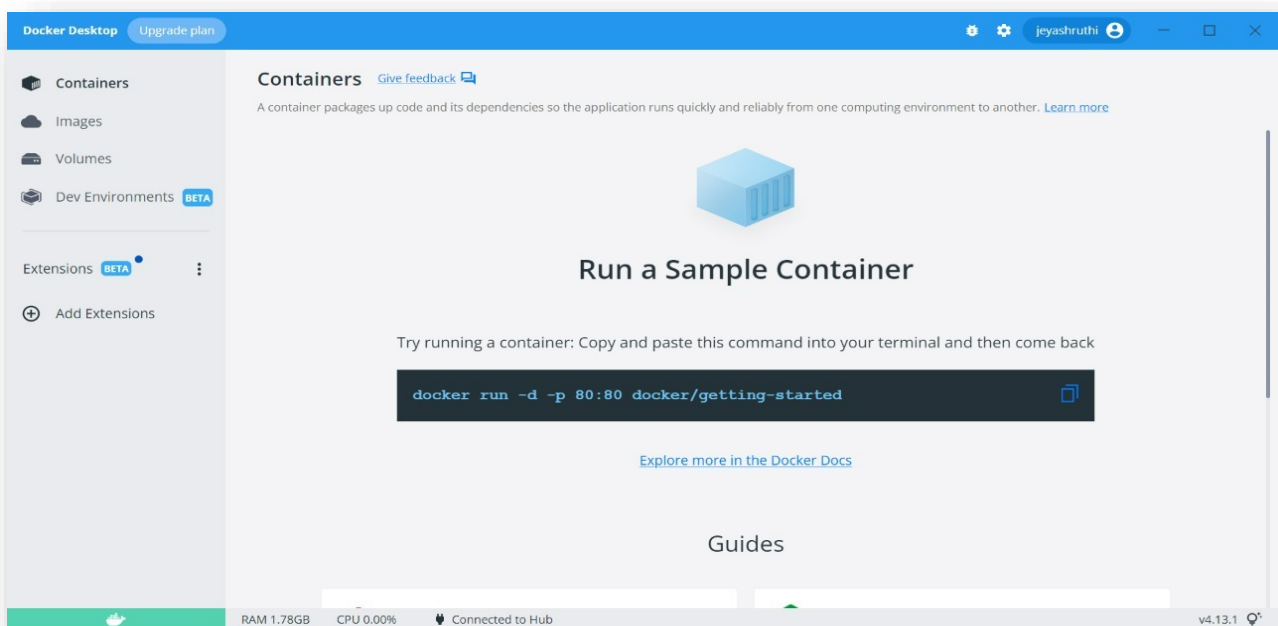 Docker Desktop Upgrade plan jeyashruthi
Containers
Images
Volumes
Dev Environments BETA
Extensions BETA
Add Extensions
Containers Give feedback
A container packages up code and its dependencies so the application runs quickly and reliably from one computing environment to another. Learn more
Run a Sample Container
Try running a container: Copy and paste this command into your terminal and then come back
docker run -d -p 80:80 docker/getting-started
Explore more in the Docker Docs
Guides
RAM 1.78GB CPU 0.00% Connected to Hub v4.13.1